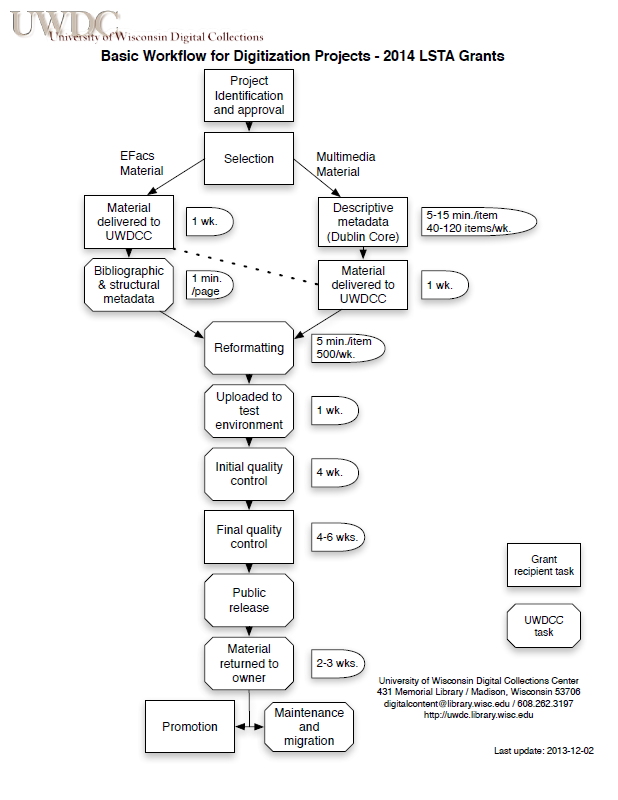 UWDC
University of Wisconsin Digital Collections
Basic Workflow for Digitization Projects - 2014 LSTA Grants
Project
Identification
and approval
Selection
EFacs
Material
Multimedia
Material
Material
delivered to
UWDCC
1 wk.
Descriptive
metadata
(Dublin Core)
5-15 min./item
40-120 items/wk.
Bibliographic
& structural
metadata
1 min.
/page
Material
delivered to
UWDCC
1 wk.
Reformatting
5 min./item
500/wk.
Uploaded to
test
environment
1 wk.
Initial quality
control
4 wk.
Final quality
control
4-6 wks.
Grant
recipient task
Public
release
UWDCC
task
Material
returned to
owner
2-3 wks.
University of Wisconsin Digital Collections Center
431 Memorial Library / Madison, Wisconsin 53706
digitalcontent@library.wisc.edu / 608.262.3197
http://uwdc.library.wisc.edu
Promotion
Maintenance
and
migration
Last update: 2013-12-02